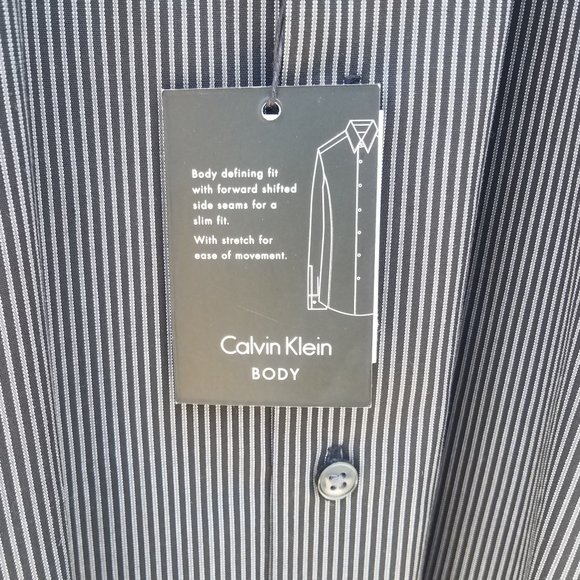 Body defining fit
with forward shifted
side seams for a
slim fit.
With stretch for
ease of movement.
Calvin Klein
BODY